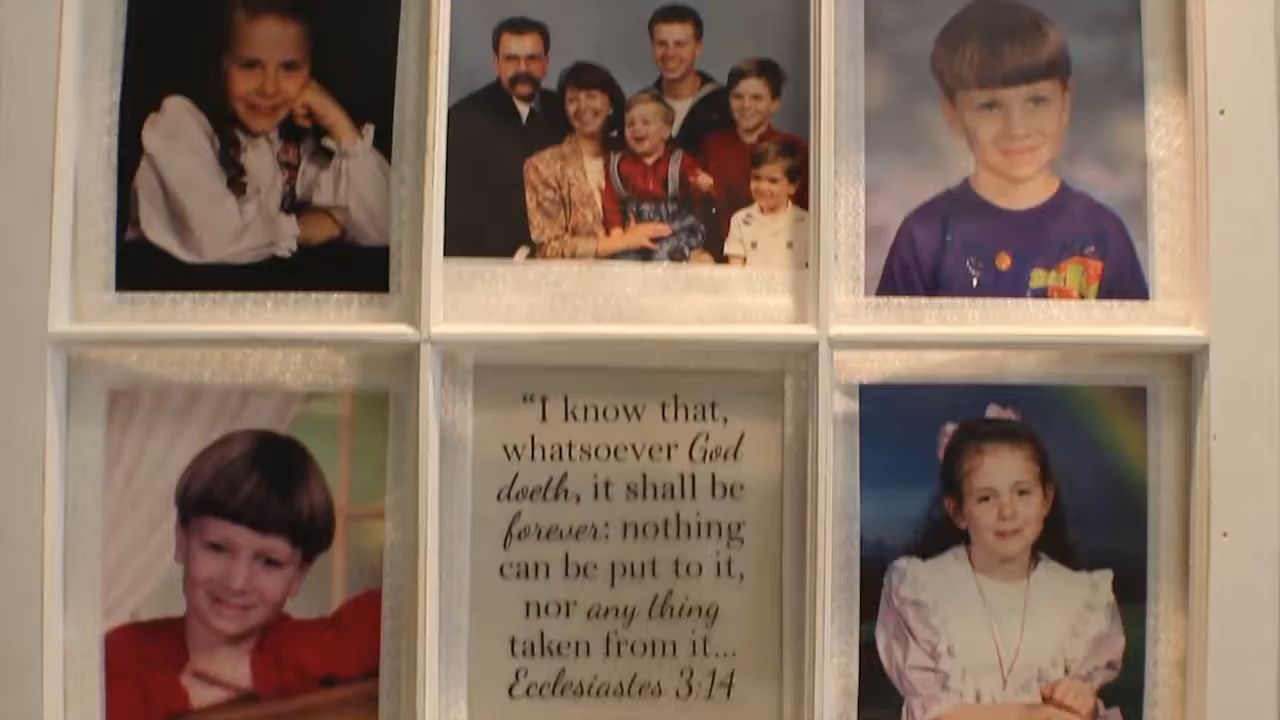 “I know that,
whatsoever God
doeth, it shall be
forever: nothing
can be put to it,
nor any thing
taken from it...
Ecclesiastes 3:14